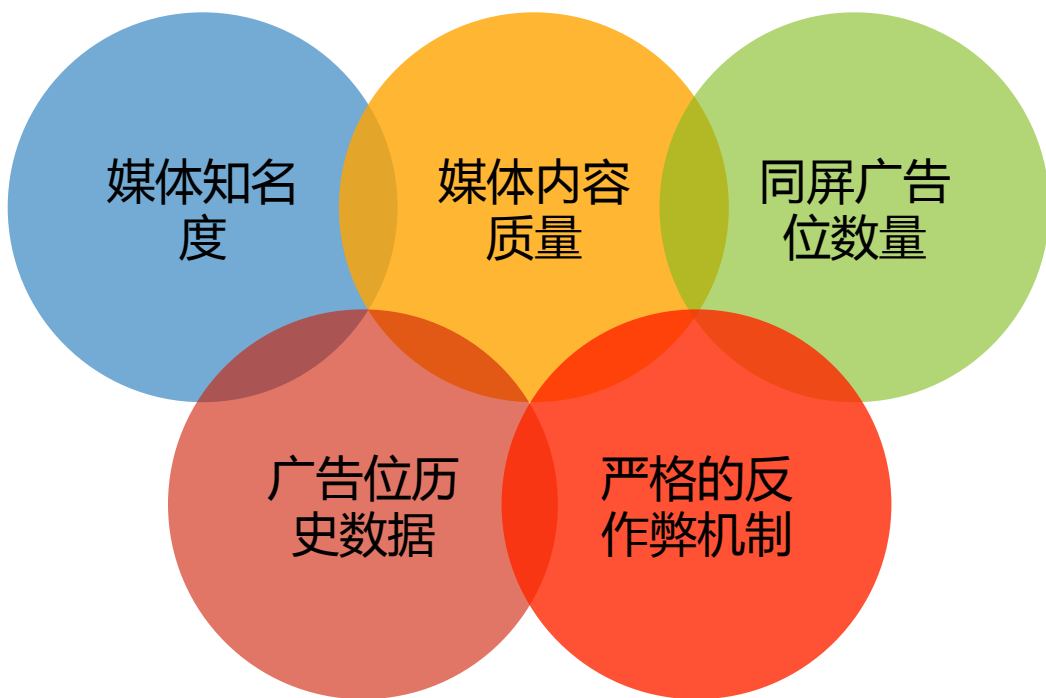 媒体知名
度
媒体内容
质量
同屏广告
位数量
广告位历
史数据
严格的反
作弊机制